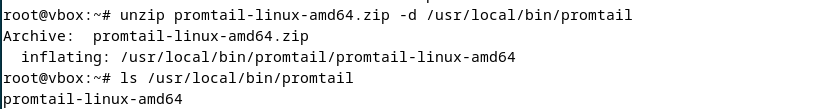 root@vbox:~# unzip promtail-linux-amd64.zip -d /usr/local/bin/promtail
Archive:  promtail-linux-amd64.zip
  inflating: /usr/local/bin/promtail/promtail-linux-amd64
root@vbox:~# ls /usr/local/bin/promtail
promtail-linux-amd64